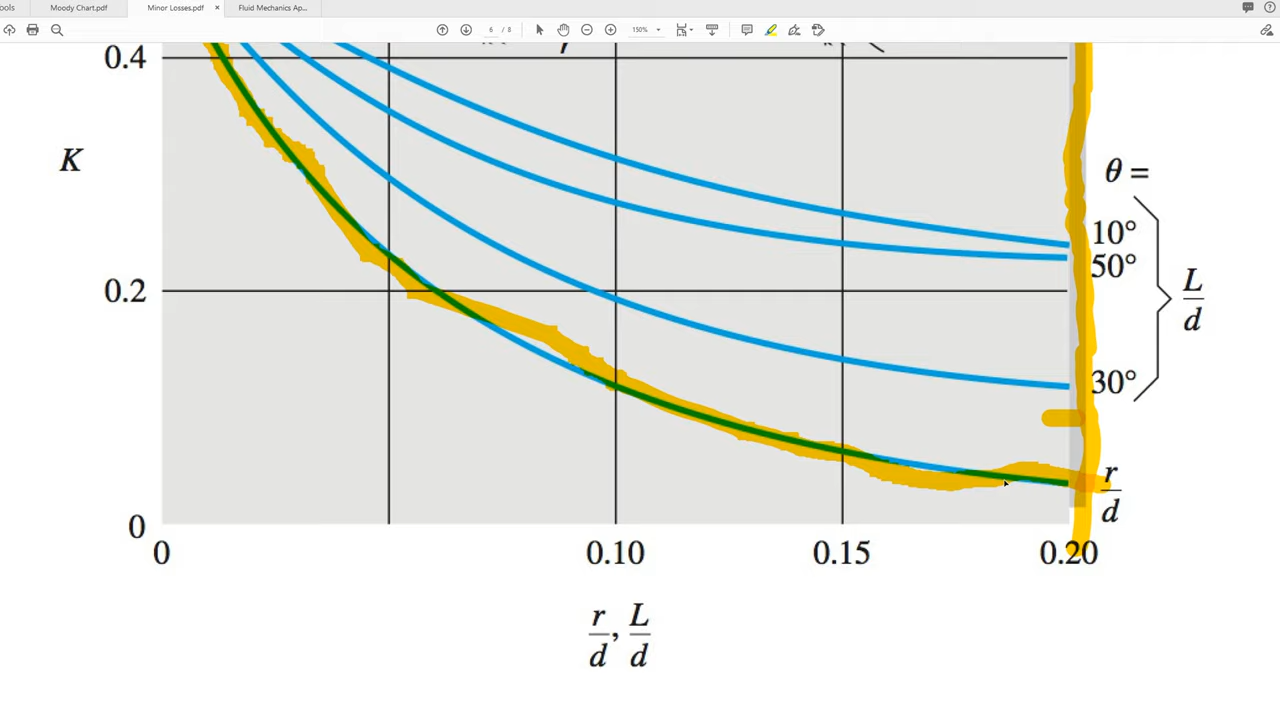 ools
Moody Chart.pdf
Minor Losses.pdf ×
Fluid Mechanics Ap...
6 / 8
150%
0.4
K
θ =
10°
50°
L
d
0.2
30°
r
d
0
0 0.10 0.15 0.20
r L
— , —
d d